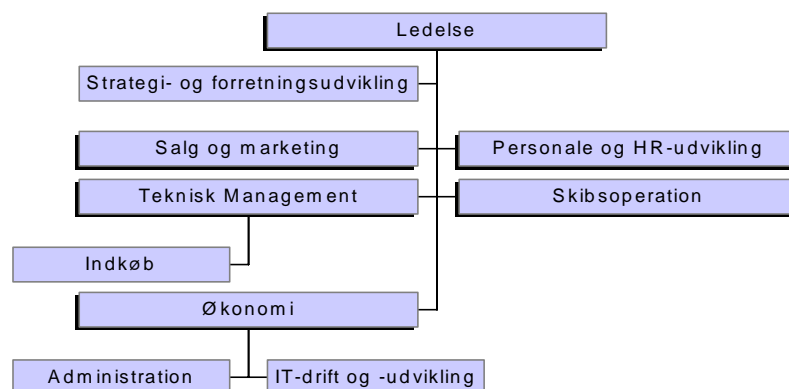 Ledelse
Strategi- og forretningsudvikling
Salg og marketing
Personale og HR-udvikling
Teknisk Management
Skibsoperation
Indkøb
Økonomi
Administration
IT-drift og -udvikling